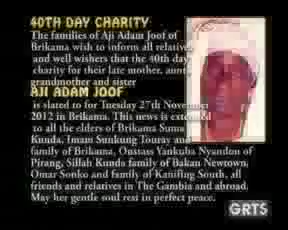 40TH DAY CHARITY
The families of Aji Adam Joof of
Brikama wish to inform all relatives
and well wishers that the 40th day
charity for their late mother, aunt
grandmother and sister
AJI ADAM JOOF
is slated to for Tuesday 27th November
2012 in Brikama. This news is extended
to all the elders of Brikama Suma
Kunda, Imam Sunkung Touray and
family of Brikama, Oustass Yankuba Nyandon of
Pirang, Sillah Kunda family of Bakau Newtown,
Omar Sonko and family of Kanifing South, all
friends and relatives in The Gambia and abroad.
May her gentle soul rest in perfect peace.
GRTS